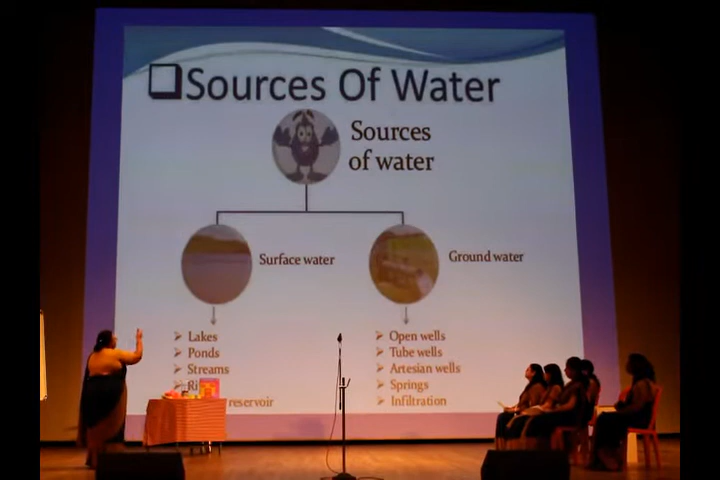 Sources Of Water
Sources
of water
Surface water
Ground water
Lakes
Ponds
Streams
reservoir
Open wells
Tube wells
Artesian wells
Springs
Infiltration